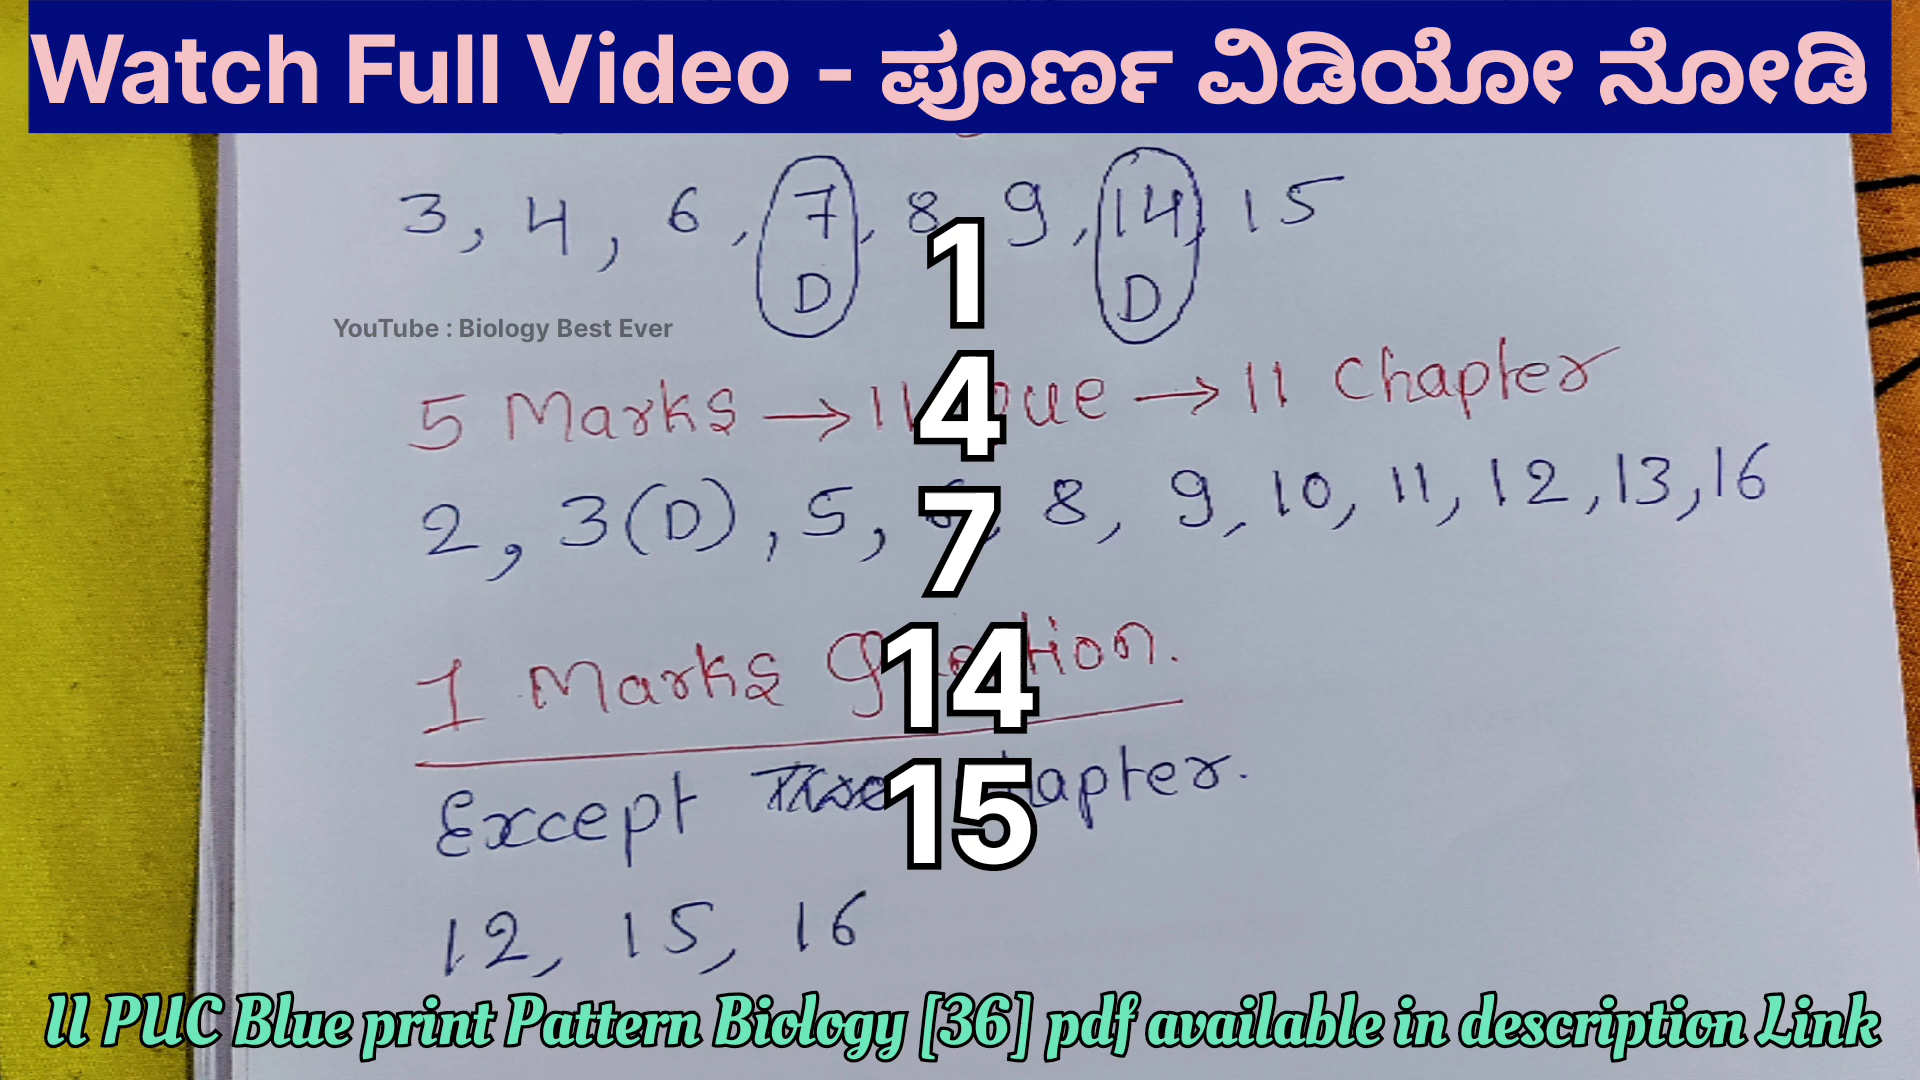 Watch Full Video - ಪೂರ್ಣ ವಿಡಿಯೋ ನೋಡಿ
3, 4, 6, 7, 8, 9, 14, 15
D D
YouTube : Biology Best Ever
1
4
7
14
15
5 Marks → 11 Que → 11 Chapter
2, 3(D), 5, 6, 8, 9, 10, 11, 12, 13, 16
1 Marks Question.
Except Chapter.
12, 15, 16
II PUC Blue print Pattern Biology [36] pdf available in description Link